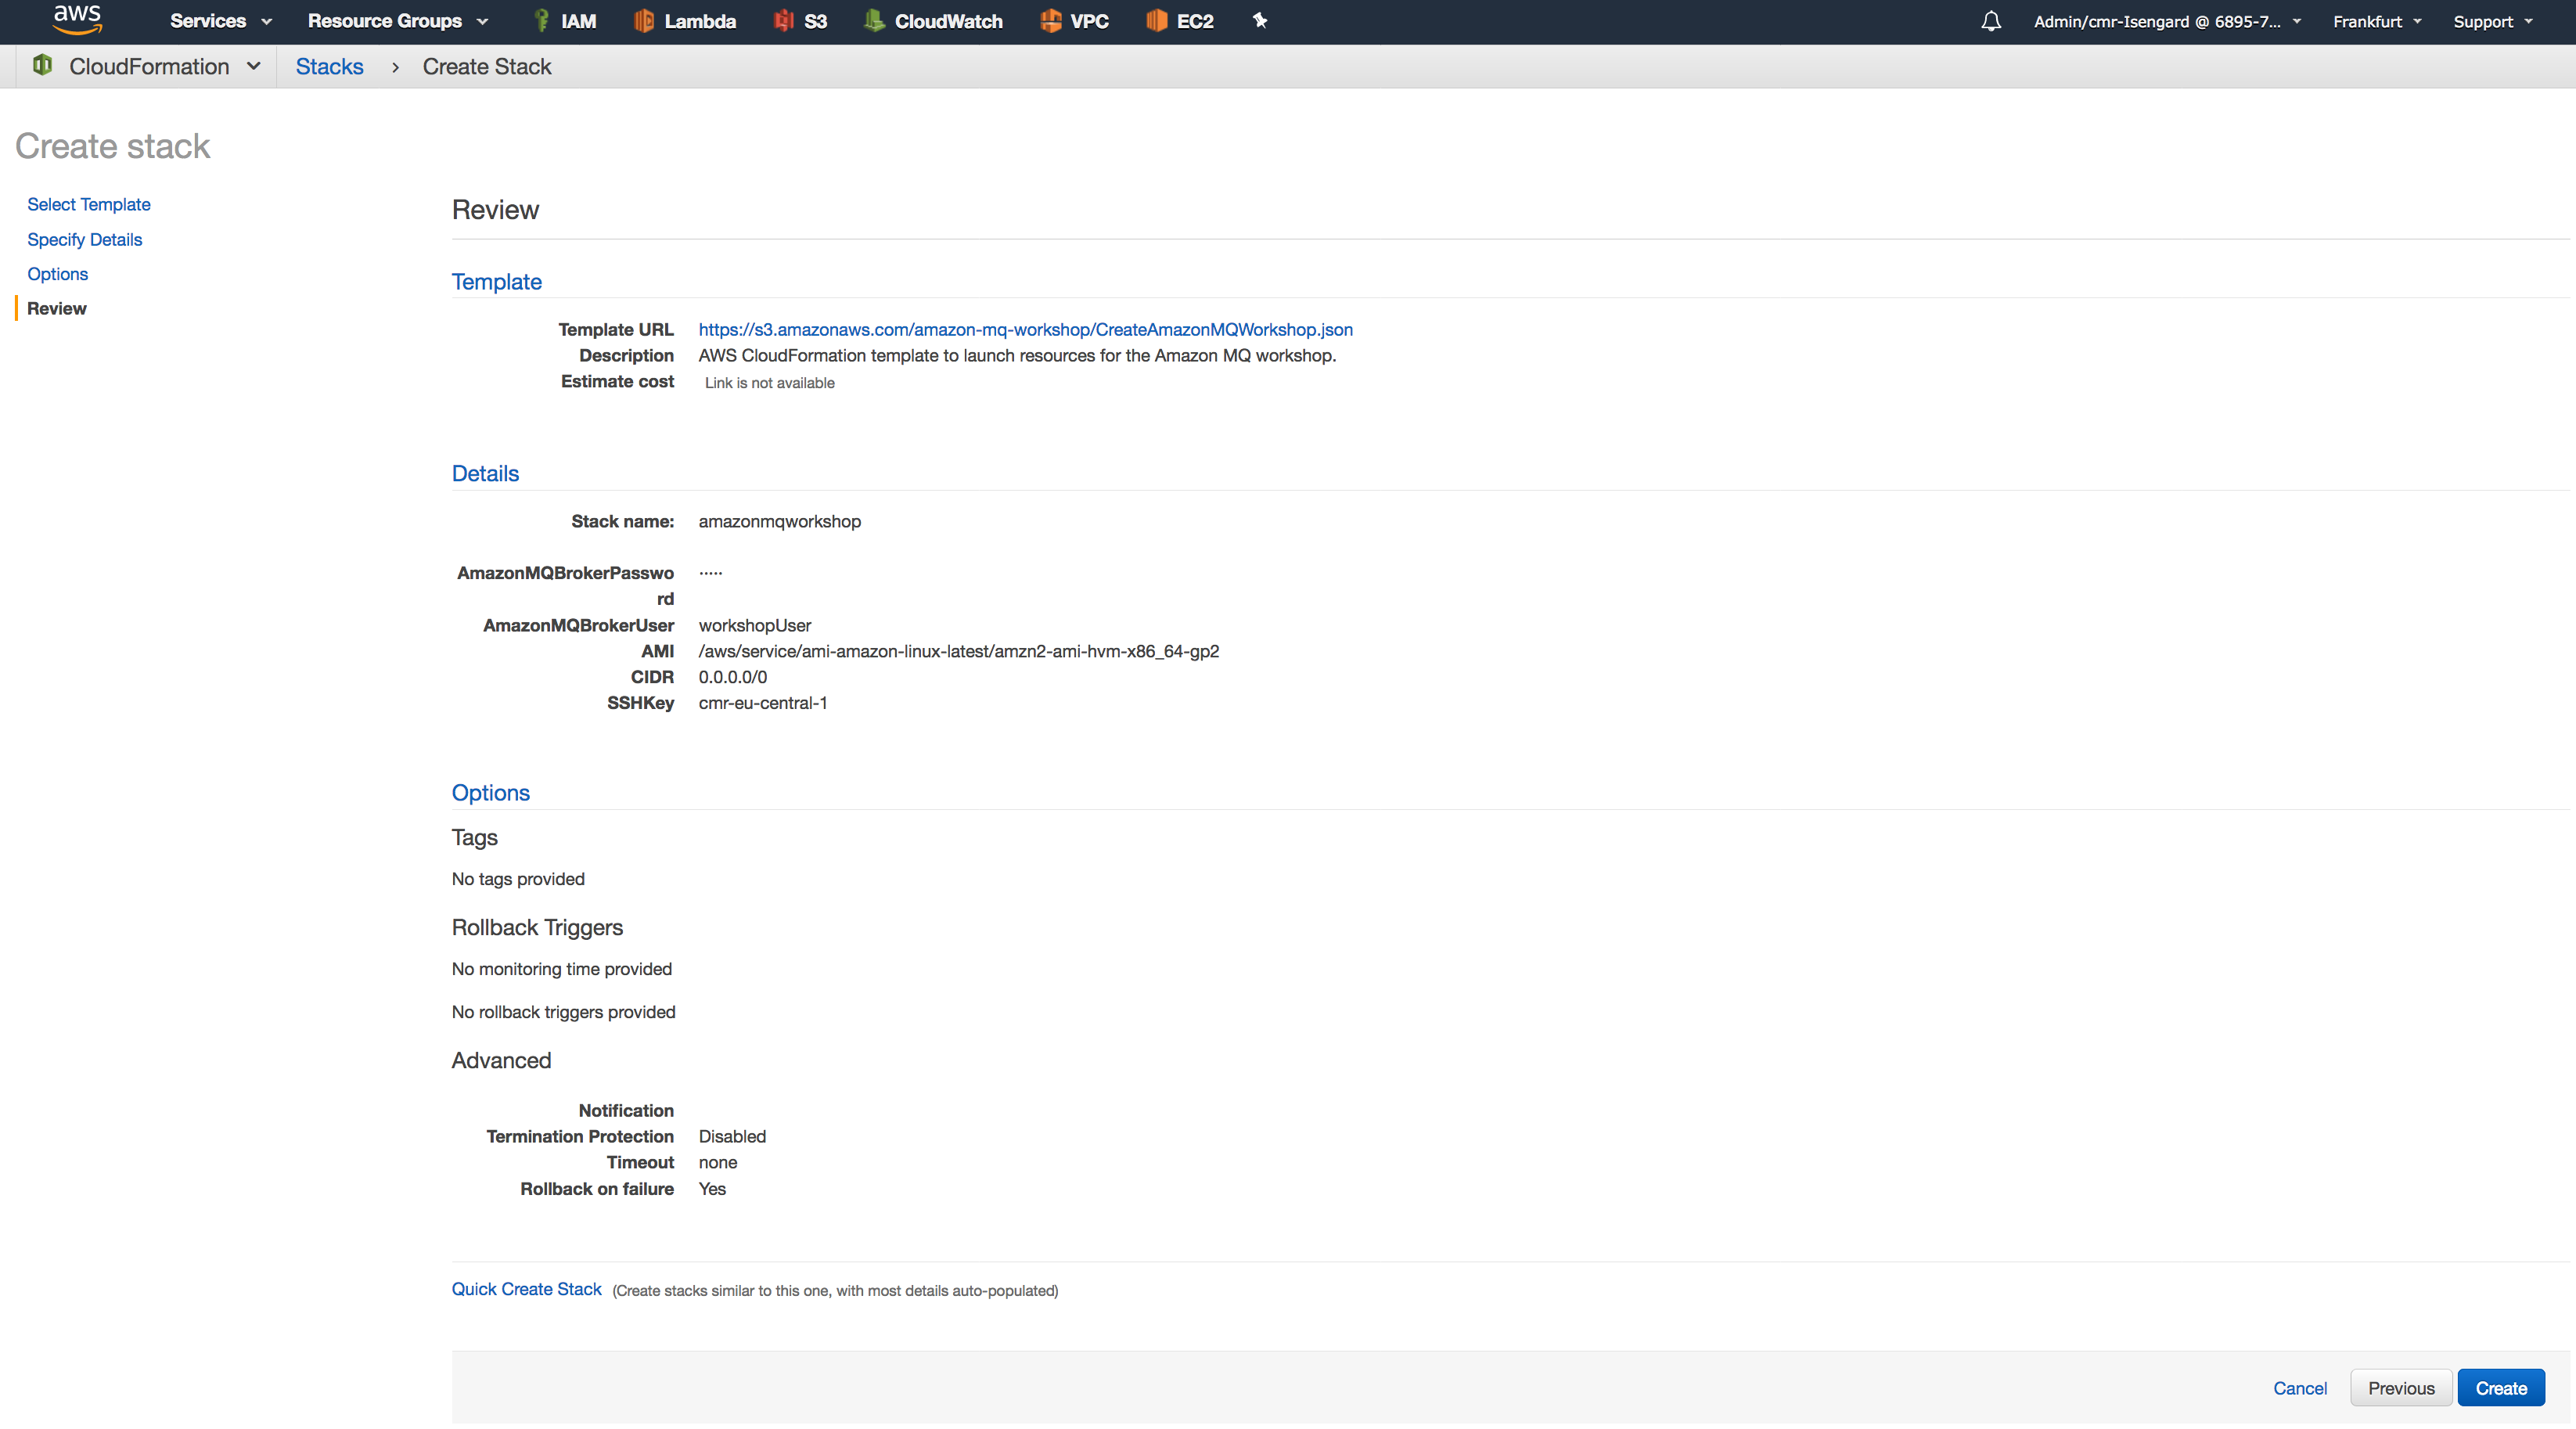 aws Services Resource Groups IAM Lambda S3 CloudWatch VPC EC2 Admin/cmr-Isengard @ 6895-7... Frankfurt Support
CloudFormation Stacks › Create Stack
Create stack
Select Template
Specify Details
Options
Review
Review
Template
Template URL https://s3.amazonaws.com/amazon-mq-workshop/CreateAmazonMQWorkshop.json
Description AWS CloudFormation template to launch resources for the Amazon MQ workshop.
Estimate cost Link is not available
Details
Stack name: amazonmqworkshop
AmazonMQBrokerPasswo •••••
rd
AmazonMQBrokerUser workshopUser
AMI /aws/service/ami-amazon-linux-latest/amzn2-ami-hvm-x86_64-gp2
CIDR 0.0.0.0/0
SSHKey cmr-eu-central-1
Options
Tags
No tags provided
Rollback Triggers
No monitoring time provided
No rollback triggers provided
Advanced
Notification
Termination Protection Disabled
Timeout none
Rollback on failure Yes
Quick Create Stack (Create stacks similar to this one, with most details auto-populated)
Cancel Previous Create